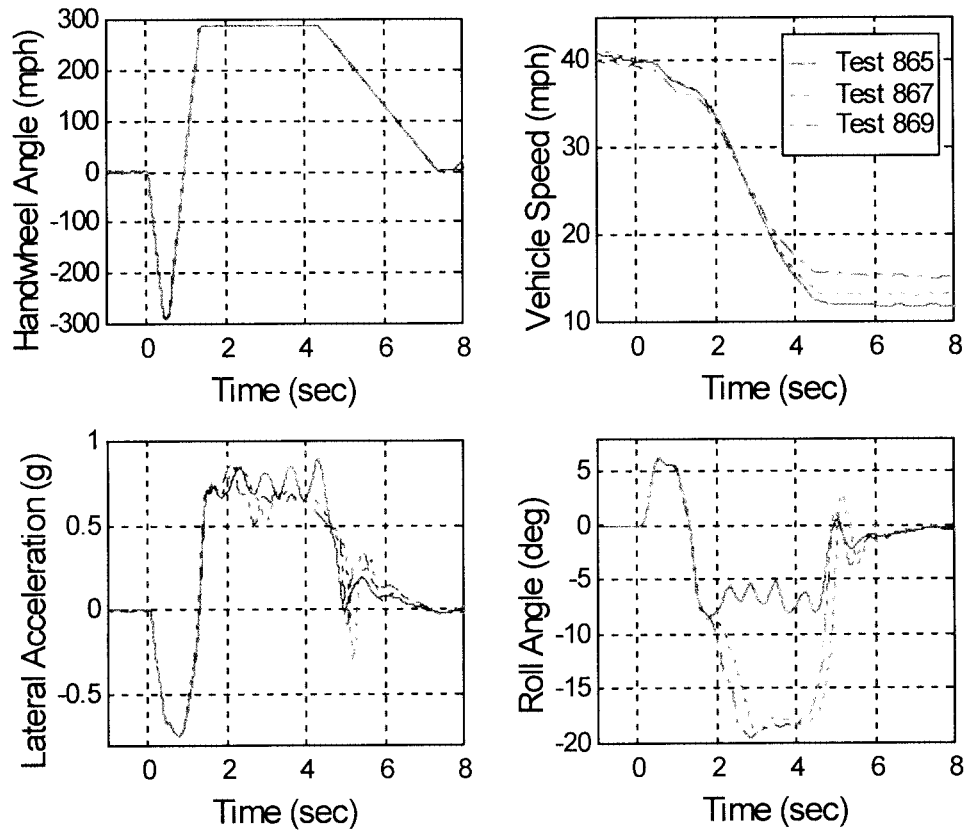 Handwheel Angle (mph)
300
200
100
0
-100
-200
-300
0 2 4 6 8
Time (sec)
Vehicle Speed (mph)
40
30
20
10
Test 865
Test 867
Test 869
0 2 4 6 8
Time (sec)
Lateral Acceleration (g)
1
0.5
0
-0.5
0 2 4 6 8
Time (sec)
Roll Angle (deg)
5
0
-5
-10
-15
-20
0 2 4 6 8
Time (sec)